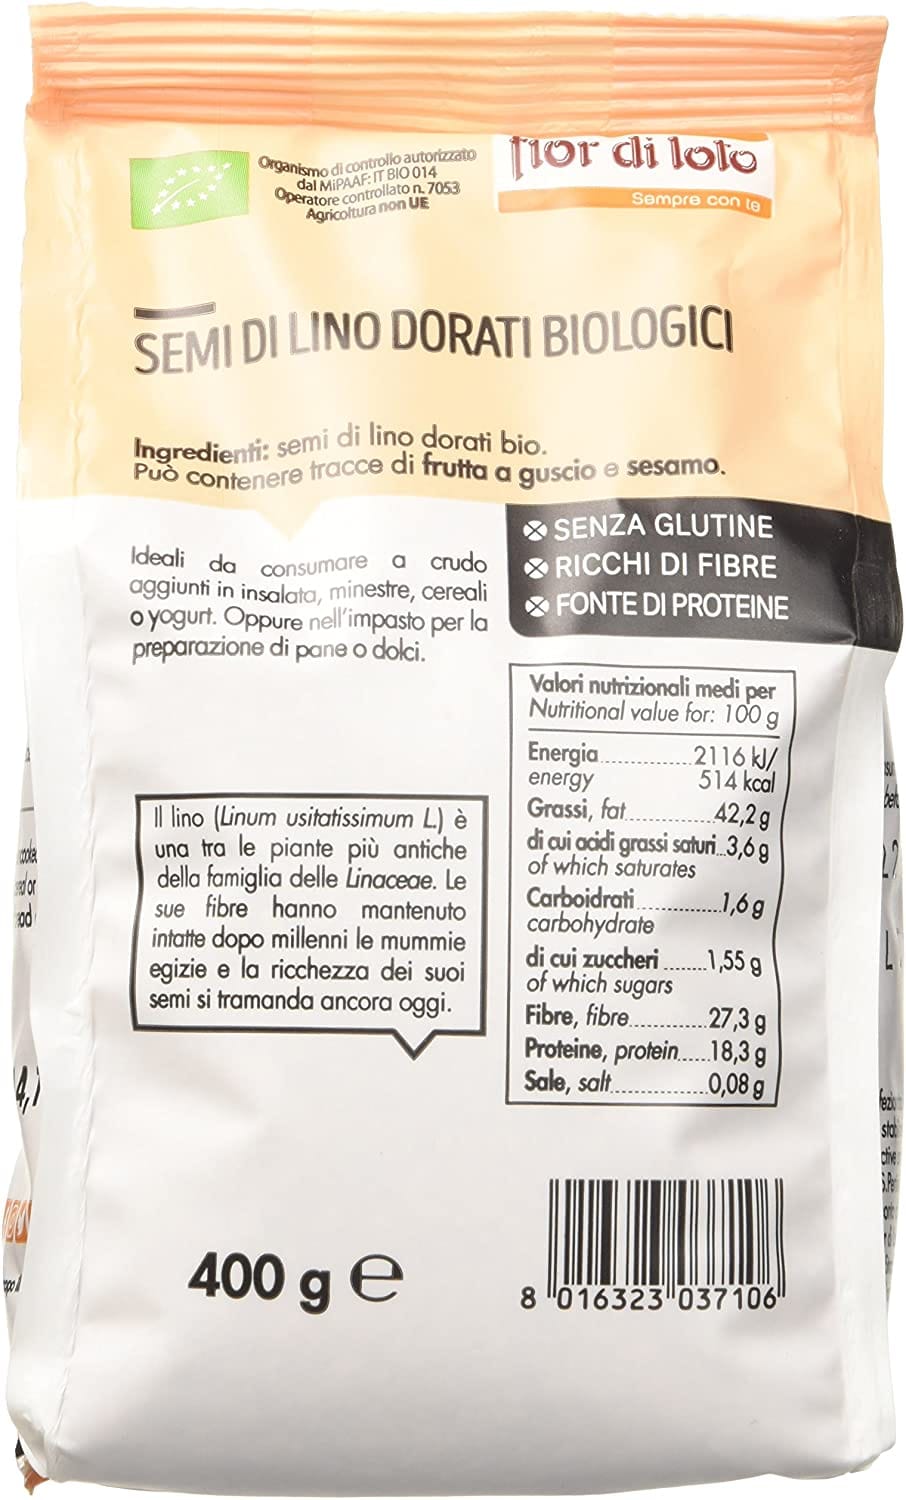 Organismo di controllo autorizzato
dal MiPAAF: IT BIO 014
Operatore controllato n. 7053
Agricoltura non UE
fior di loto
Sempre con te
SEMI DI LINO DORATI BIOLOGICI
Ingredienti: semi di lino dorati bio.
Può contenere tracce di frutta a guscio e sesamo.
SENZA GLUTINE
RICCHI DI FIBRE
FONTE DI PROTEINE
Ideali da consumare a crudo
aggiunti in insalata, minestre, cereali
o yogurt. Oppure nell'impasto per la
preparazione di pane o dolci.
Valori nutrizionali medi per
Nutritional value for: 100 g
Energia..............2116 kJ/
energy 514 kcal
Grassi, fat..............42,2 g
di cui acidi grassi saturi...3,6 g
of which saturates
Carboidrati.............1,6 g
carbohydrate
di cui zuccheri.......1,55 g
of which sugars
Fibre, fibre............27,3 g
Proteine, protein.....18,3 g
Sale, salt...............0,08 g
Il lino (Linum usitatissimum L.) è
una tra le piante più antiche
della famiglia delle Linaceae. Le
sue fibre hanno mantenuto
intatte dopo millenni le mummie
egizie e la ricchezza dei suoi
semi si tramanda ancora oggi.
400 g e
8 016323 037106